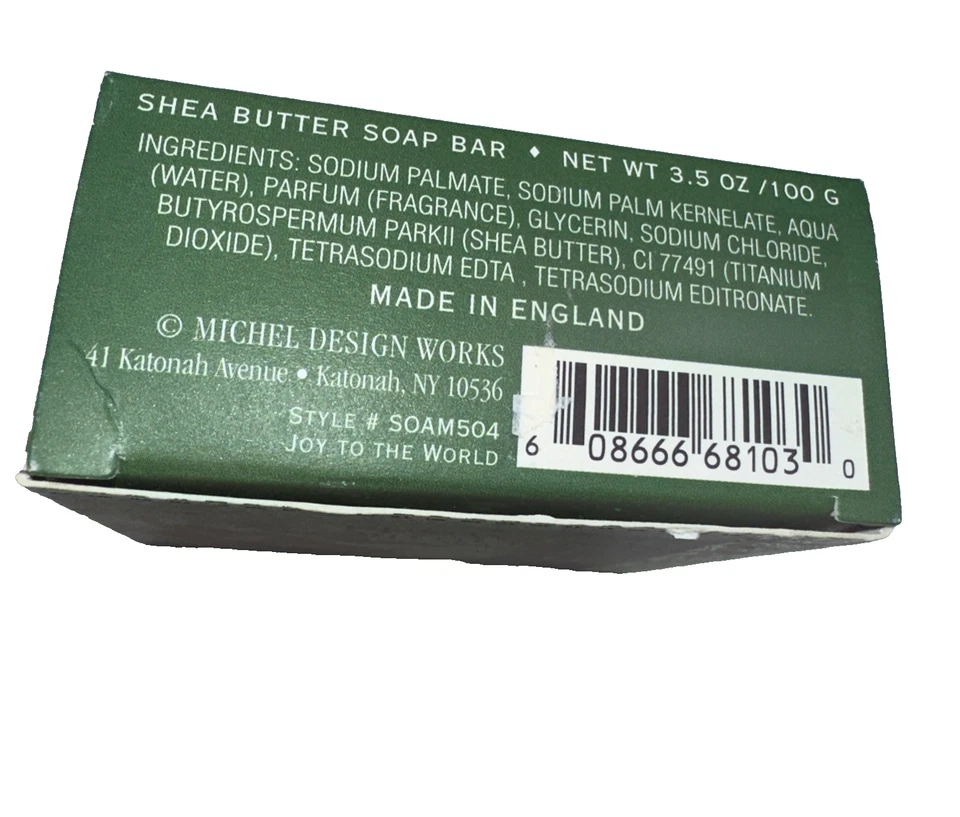 SHEA BUTTER SOAP BAR ♦ NET WT 3.5 OZ /100 G
INGREDIENTS: SODIUM PALMATE, SODIUM PALM KERNELATE, AQUA
(WATER), PARFUM (FRAGRANCE), GLYCERIN, SODIUM CHLORIDE,
BUTYROSPERMUM PARKII (SHEA BUTTER), CI 77491 (TITANIUM
DIOXIDE), TETRASODIUM EDTA , TETRASODIUM EDITRONATE.
MADE IN ENGLAND
© MICHEL DESIGN WORKS
41 Katonah Avenue • Katonah, NY 10536
STYLE # SOAM504
JOY TO THE WORLD
6 08666 68103 0